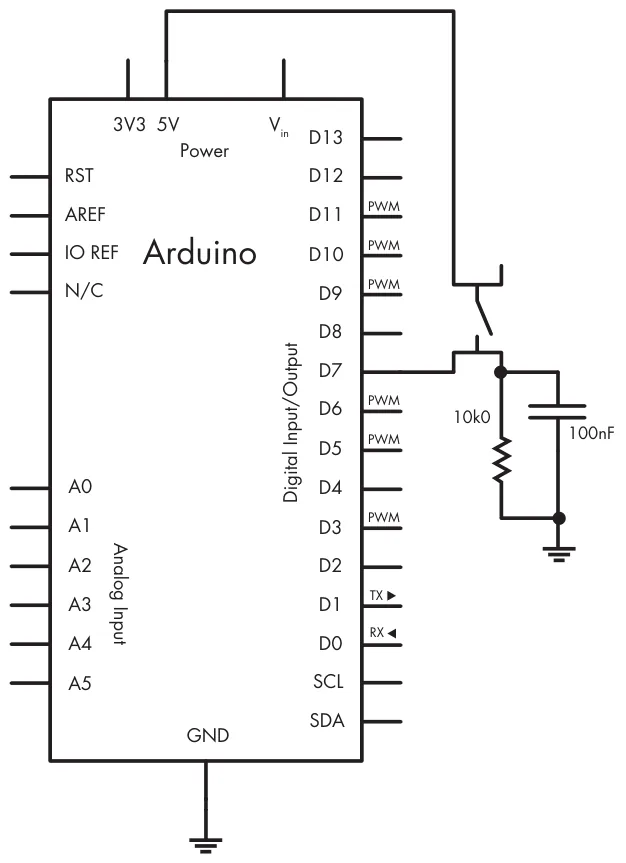 3V3 5V Vin
Power
D13
RST D12
AREF D11 PWM
IO REF Arduino D10 PWM
N/C D9 PWM
D8
D7
Digital Input/Output
D6 PWM
10k0
100nF
D5 PWM
A0 D4
A1 D3 PWM
Analog Input
A2 D2
A3 D1 TX ►
A4 D0 RX ◄
A5 SCL
SDA
GND